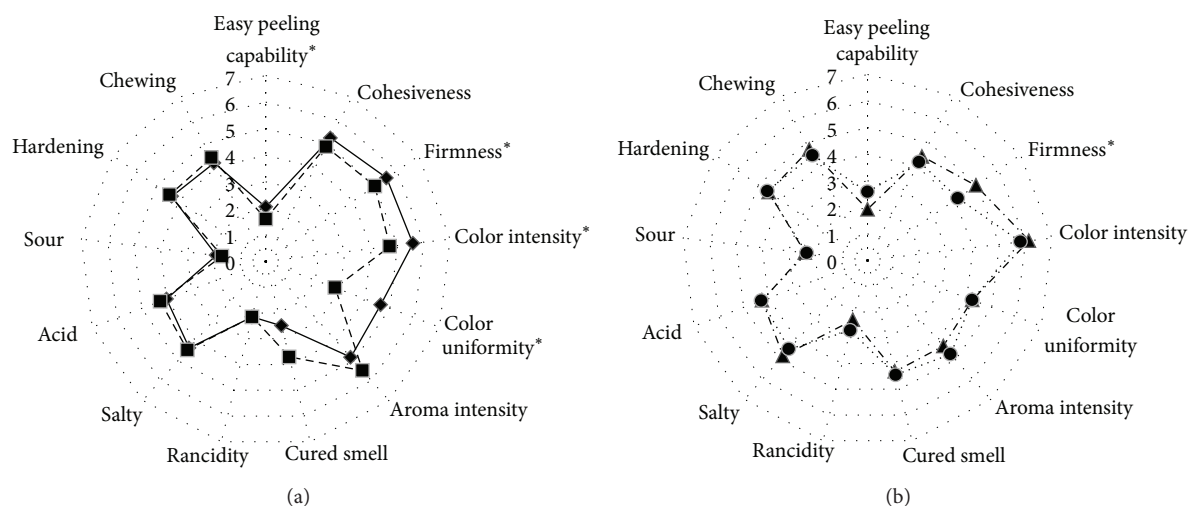 Easy peeling
capability*
Chewing
Cohesiveness
Hardening
Firmness*
Sour
Color intensity*
Acid
Color
uniformity*
Salty
Aroma intensity
Rancidity
Cured smell
7
6
5
4
3
2
1
0
(a)
Easy peeling
capability
Chewing
Cohesiveness
Hardening
Firmness*
Sour
Color intensity
Acid
Color
uniformity
Salty
Aroma intensity
Rancidity
Cured smell
7
6
5
4
3
2
1
0
(b)